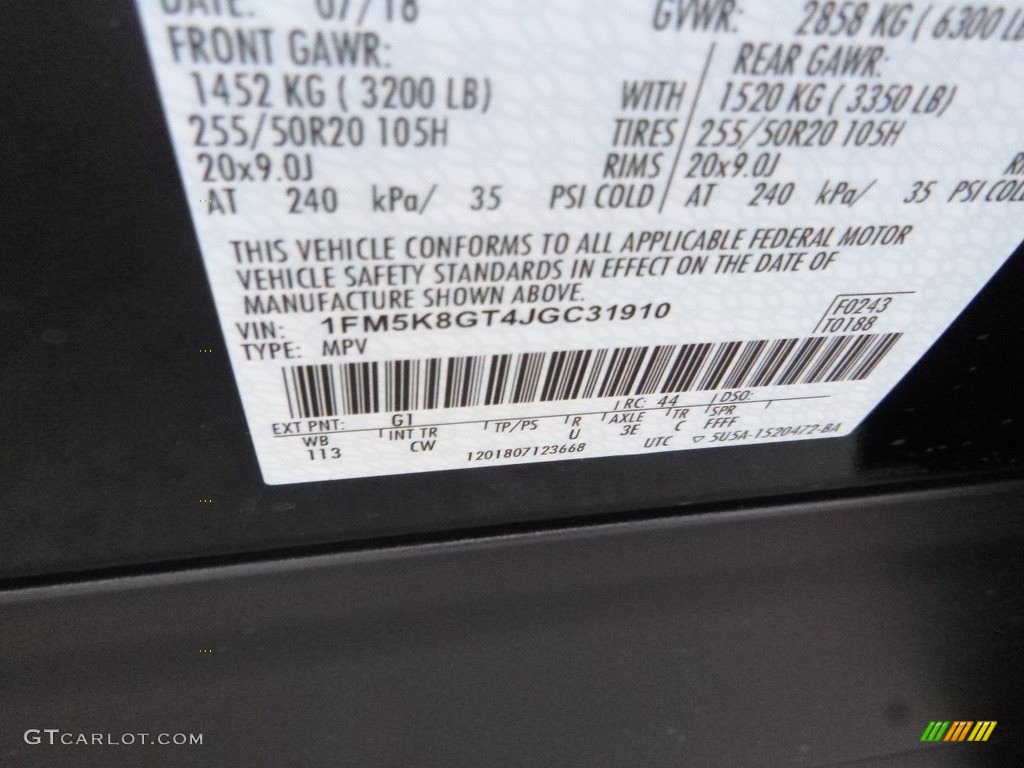 DATE: 07/18 GVWR: 2858 KG ( 6300 LB
FRONT GAWR: REAR GAWR:
1452 KG ( 3200 LB) WITH 1520 KG ( 3350 LB)
255/50R20 105H TIRES 255/50R20 105H
20x9.0J RIMS 20x9.0J
AT 240 kPa/ 35 PSI COLD AT 240 kPa/ 35 PSI COLD
THIS VEHICLE CONFORMS TO ALL APPLICABLE FEDERAL MOTOR
VEHICLE SAFETY STANDARDS IN EFFECT ON THE DATE OF
MANUFACTURE SHOWN ABOVE.
VIN: 1FM5K8GT4JGC31910 F0243
TYPE: MPV T0188
EXT PNT: G1 RC: 44 DSO:
WB INT TR TP/PS R AXLE TR SPR
113 CW U 3E C FFFF
1201807123668 UTC ▽ 5U5A-1520472-BA
GTCARLOT.COM